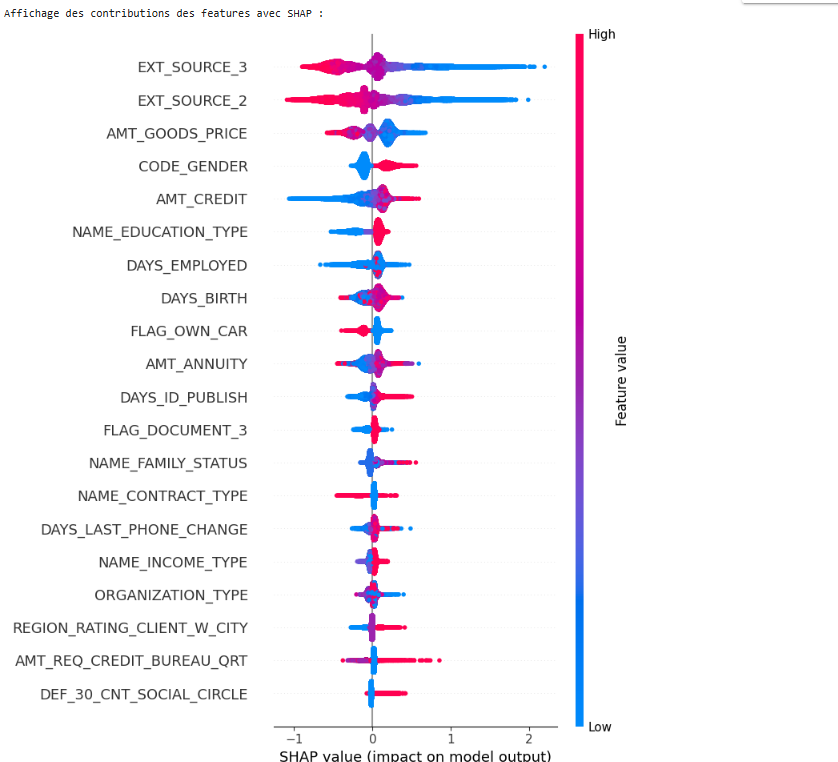 Affichage des contributions des features avec SHAP :
High
EXT_SOURCE_3
EXT_SOURCE_2
AMT_GOODS_PRICE
CODE_GENDER
AMT_CREDIT
NAME_EDUCATION_TYPE
DAYS_EMPLOYED
DAYS_BIRTH
FLAG_OWN_CAR
AMT_ANNUITY
DAYS_ID_PUBLISH
FLAG_DOCUMENT_3
NAME_FAMILY_STATUS
NAME_CONTRACT_TYPE
DAYS_LAST_PHONE_CHANGE
NAME_INCOME_TYPE
ORGANIZATION_TYPE
REGION_RATING_CLIENT_W_CITY
AMT_REQ_CREDIT_BUREAU_QRT
DEF_30_CNT_SOCIAL_CIRCLE
Feature value
Low
−1 0 1 2
SHAP value (impact on model output)